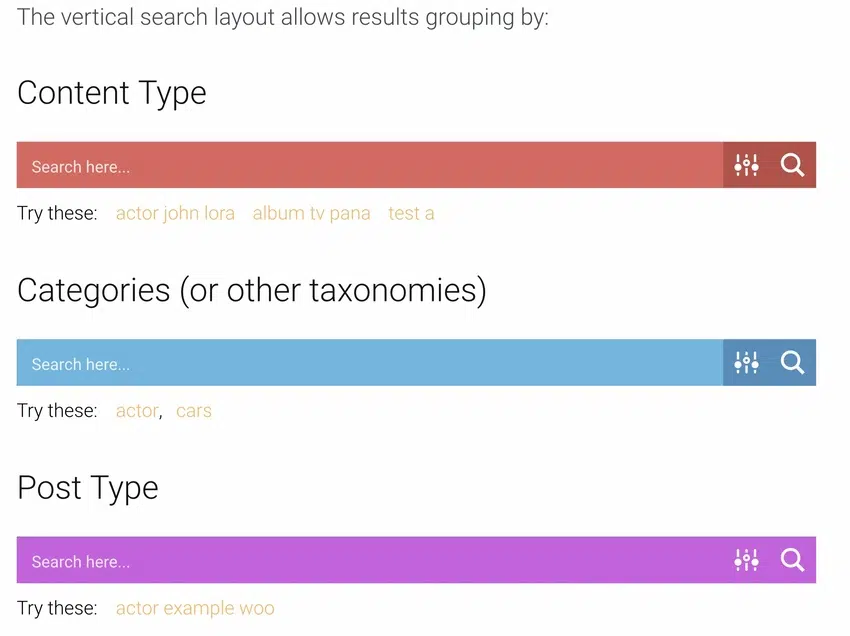 The vertical search layout allows results grouping by:
Content Type
Search here...
Try these: actor john lora album tv pana test a
Categories (or other taxonomies)
Search here...
Try these: actor, cars
Post Type
Search here...
Try these: actor example woo